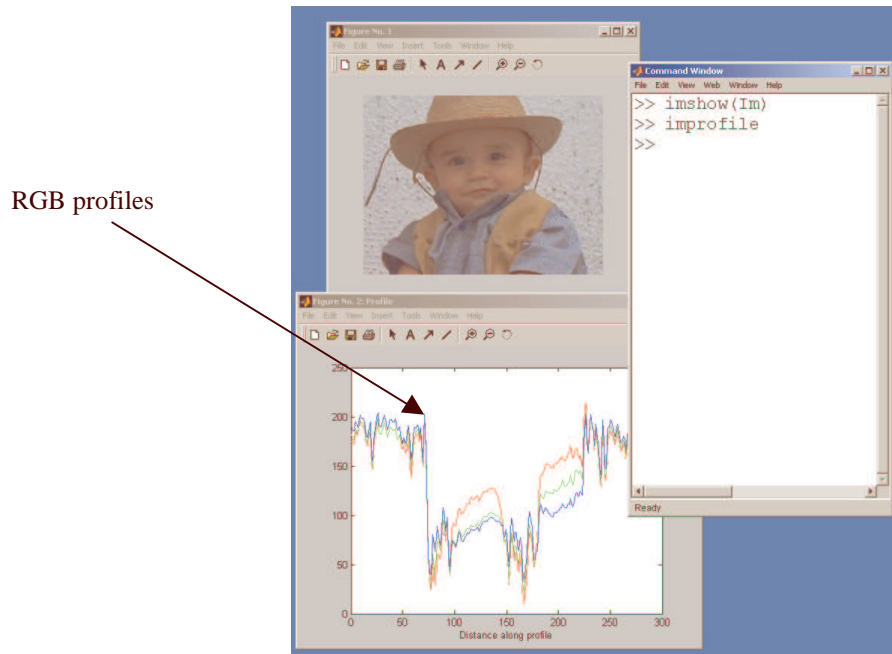 Figure No. 1
File Edit View Insert Tools Window Help
A
Command Window
File Edit View Web Window Help
>> imshow(Im)
>> improfile
>>
Ready
RGB profiles
Figure No. 2: Profile
File Edit View Insert Tools Window Help
A
250
200
150
100
50
0
0 50 100 150 200 250 300
Distance along profile